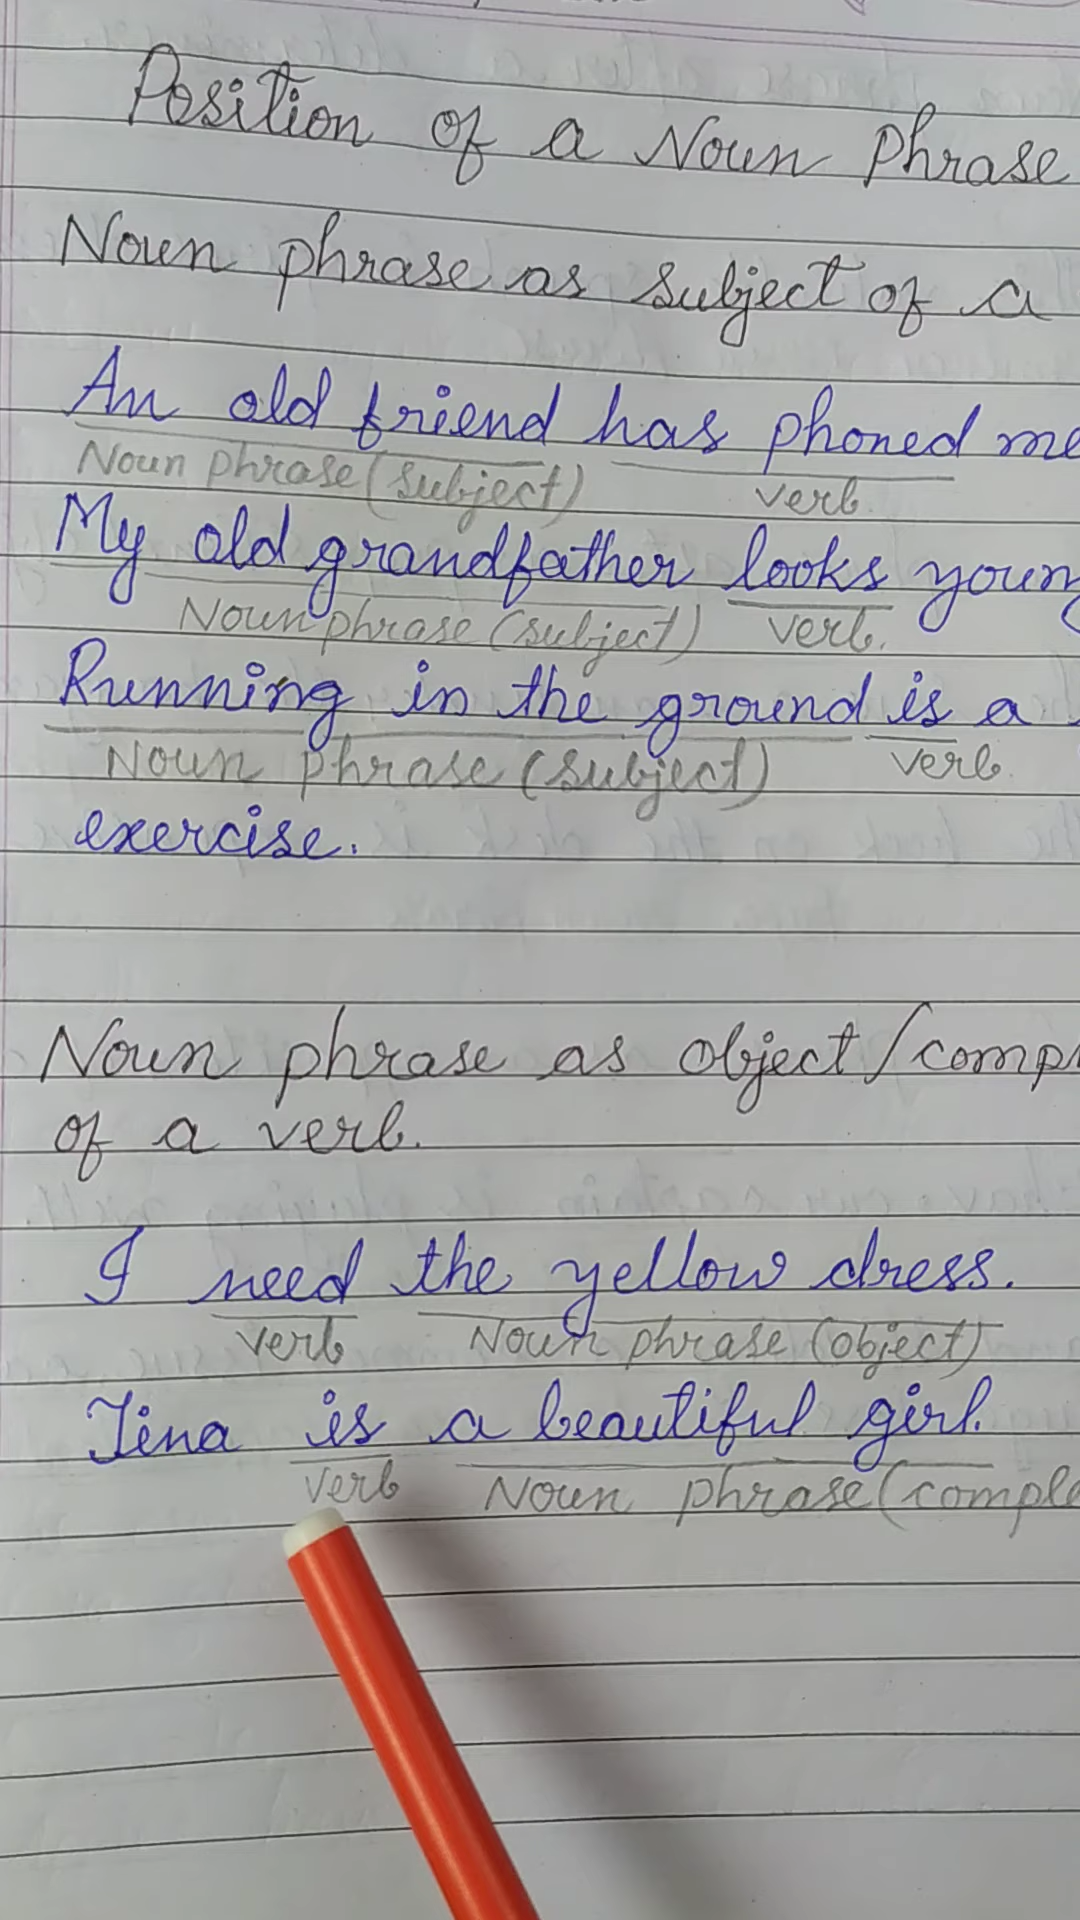 Position of a Noun Phrase
Noun phrase as subject of a
An old friend has phoned me
Noun phrase (subject) verb.
My old grandfather looks young
Noun phrase (subject) verb.
Running in the ground is a
Noun phrase (subject) verb.
exercise.
Noun phrase as object/comp
of a verb.
I need the yellow dress.
verb Noun phrase (object)
Tina is a beautiful girl.
verb Noun phrase (comple